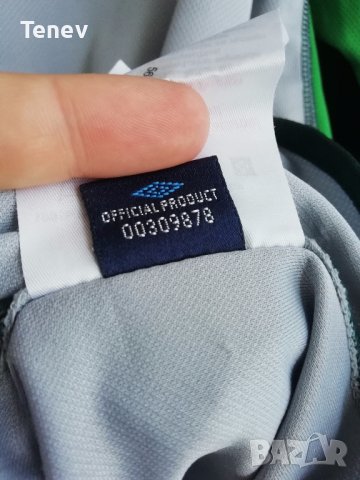 Tenev
OFFICIAL PRODUCT
00309878
BAZAR